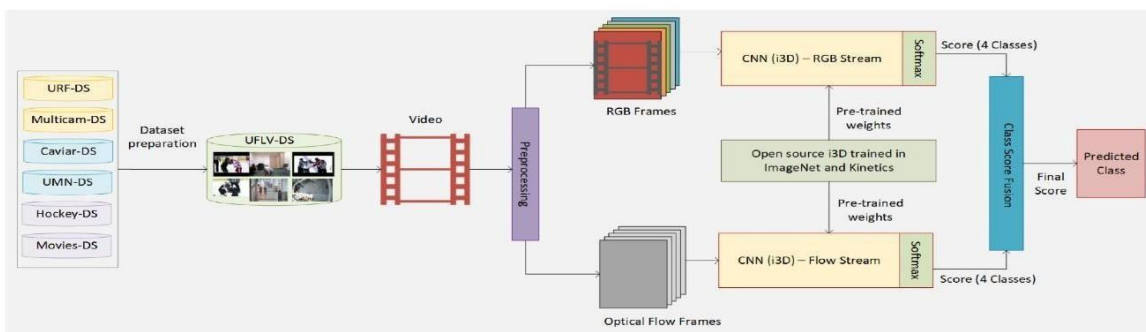 URF-DS
Multicam-DS
Caviar-DS
UMN-DS
Hockey-DS
Movies-DS
Dataset
preparation
UFLV-DS
Video
Preprocessing
RGB Frames
Optical Flow Frames
CNN (i3D) – RGB Stream
Softmax
Score (4 Classes)
Pre-trained
weights
Open source i3D trained in
ImageNet and Kinetics
Pre-trained
weights
CNN (i3D) – Flow Stream
Softmax
Score (4 Classes)
Class Score Fusion
Final
Score
Predicted
Class